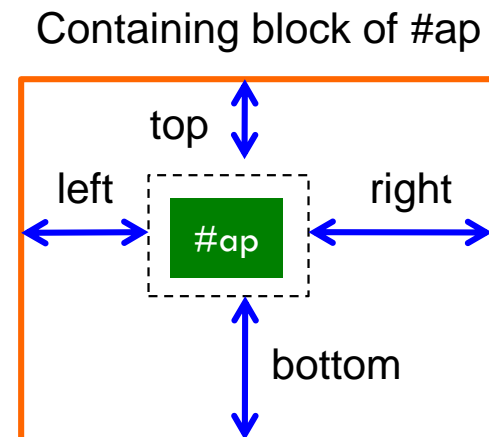 Containing block of #ap
top
left
right
#ap
bottom